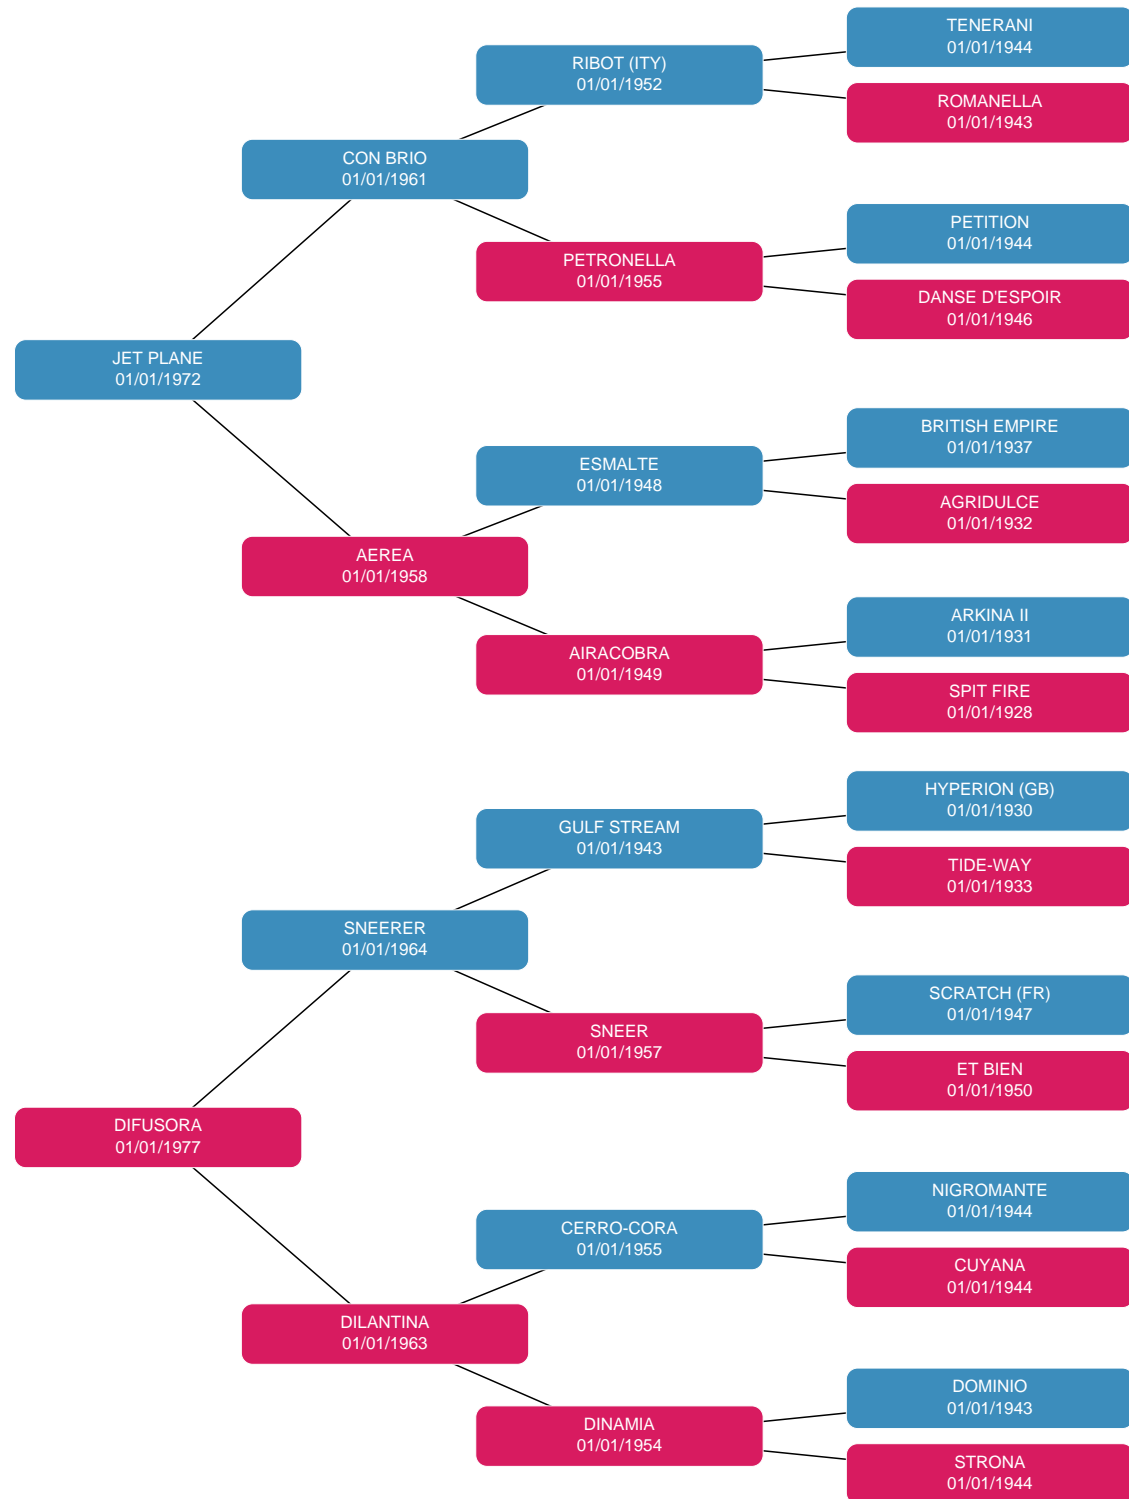 TENERANI
01/01/1944
RIBOT (ITY)
01/01/1952
ROMANELLA
01/01/1943
CON BRIO
01/01/1961
PETITION
01/01/1944
PETRONELLA
01/01/1955
DANSE D'ESPOIR
01/01/1946
JET PLANE
01/01/1972
BRITISH EMPIRE
01/01/1937
ESMALTE
01/01/1948
AGRIDULCE
01/01/1932
AEREA
01/01/1958
ARKINA II
01/01/1931
AIRACOBRA
01/01/1949
SPIT FIRE
01/01/1928
HYPERION (GB)
01/01/1930
GULF STREAM
01/01/1943
TIDE-WAY
01/01/1933
SNEERER
01/01/1964
SCRATCH (FR)
01/01/1947
SNEER
01/01/1957
ET BIEN
01/01/1950
DIFUSORA
01/01/1977
NIGROMANTE
01/01/1944
CERRO-CORA
01/01/1955
CUYANA
01/01/1944
DILANTINA
01/01/1963
DOMINIO
01/01/1943
DINAMIA
01/01/1954
STRONA
01/01/1944